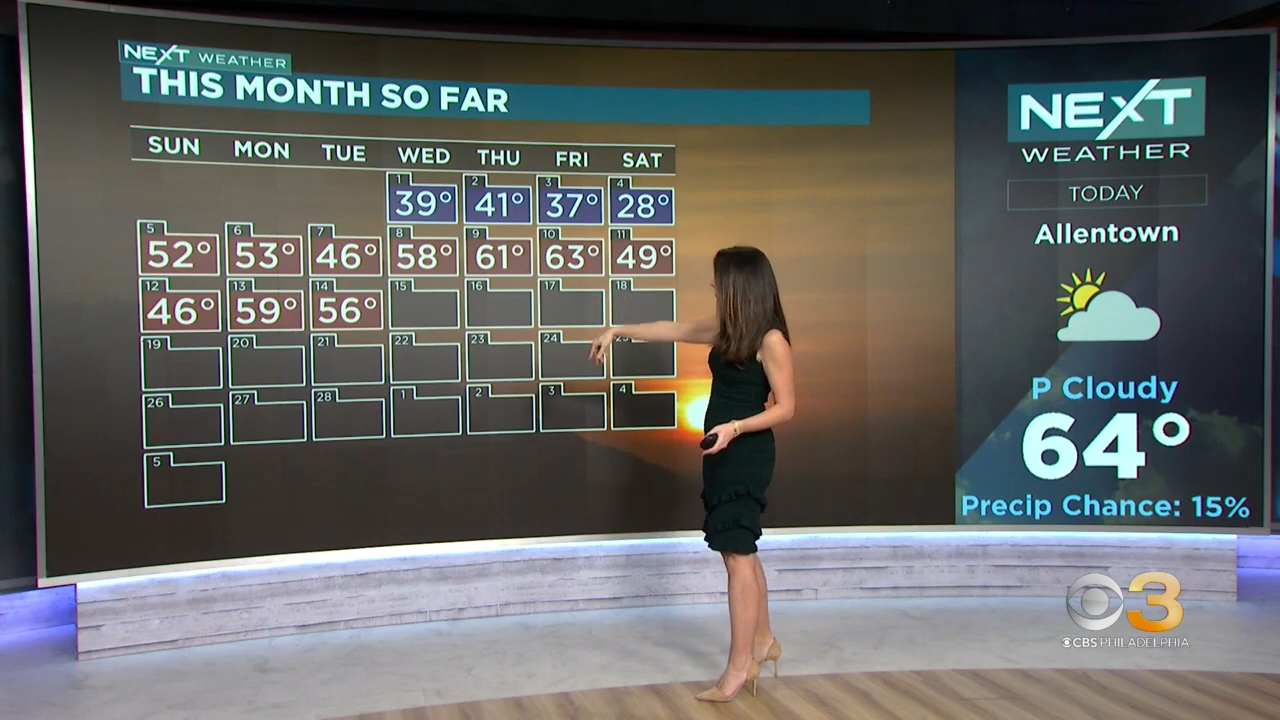 NEXT WEATHER
THIS MONTH SO FAR
SUN MON TUE WED THU FRI SAT
1 2 3 4
39° 41° 37° 28°
5 6 7 8 9 10 11
52° 53° 46° 58° 61° 63° 49°
12 13 14 15 16 17 18
46° 59° 56°
19 20 21 22 23 24 25
26 27 28 1 2 3 4
5
NEXT
WEATHER
TODAY
Allentown
P Cloudy
64°
Precip Chance: 15%
3
CBS PHILADELPHIA